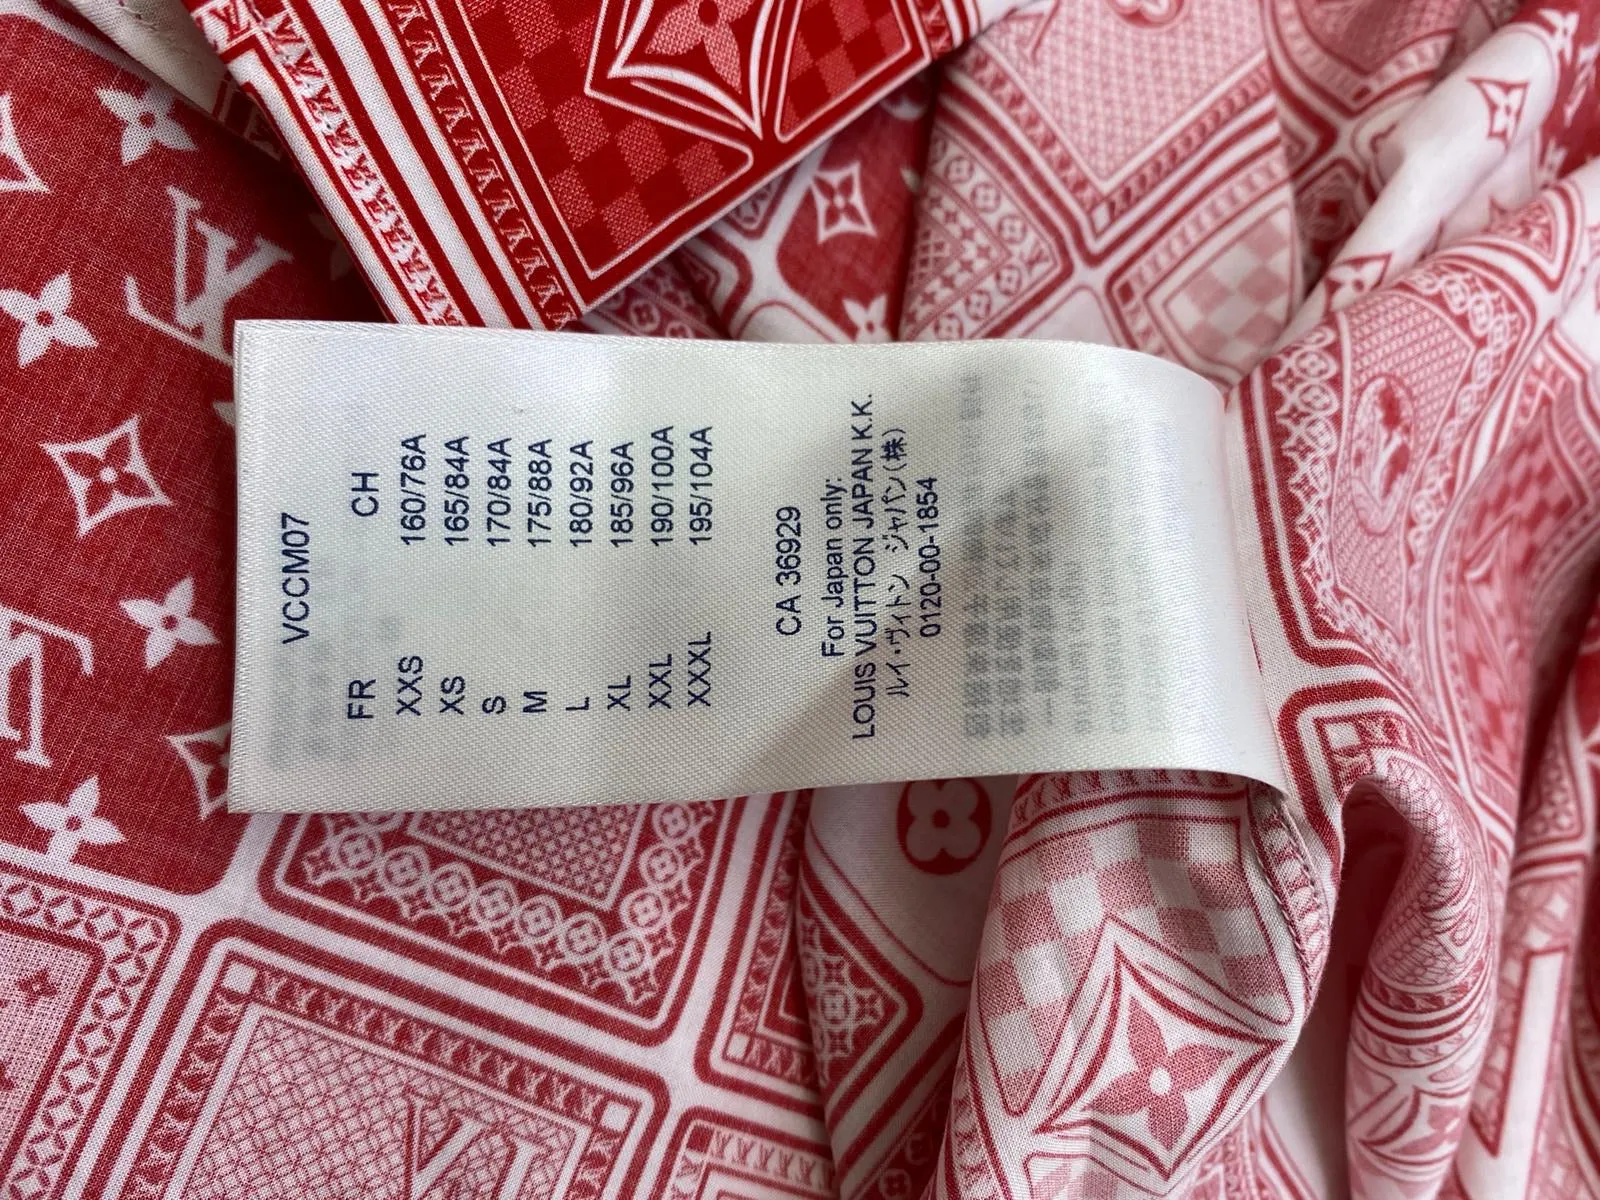 VCCM07
FR CH
XXS 160/76A
XS 165/84A
S 170/84A
M 175/88A
L 180/92A
XL 185/96A
XXL 190/100A
XXXL 195/104A
CA 36929
For Japan only:
LOUIS VUITTON JAPAN K.K.
ルイ・ヴィトン ジャパン(株)
0120-00-1854